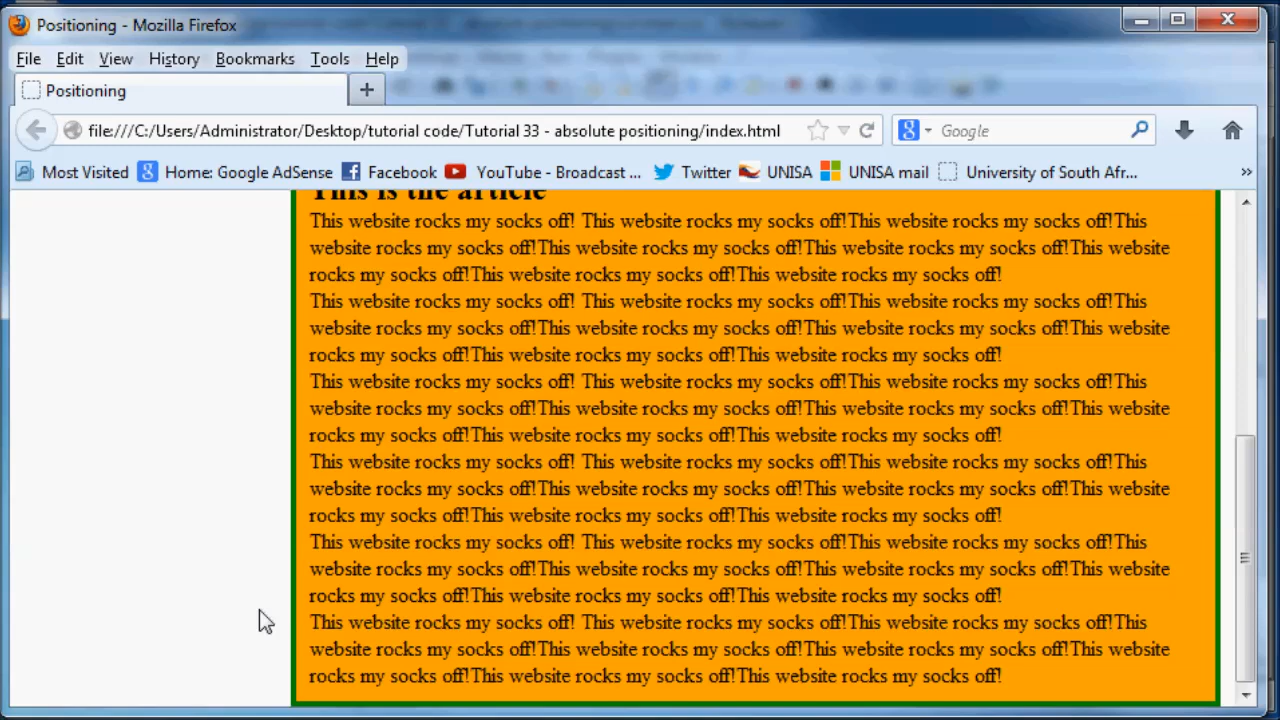 Positioning - Mozilla Firefox
File Edit View History Bookmarks Tools Help
Positioning
file:///C:/Users/Administrator/Desktop/tutorial code/Tutorial 33 - absolute positioning/index.html
Google
Most Visited Home: Google AdSense Facebook YouTube - Broadcast ... Twitter UNISA UNISA mail University of South Afr...
This is the article
This website rocks my socks off! This website rocks my socks off!This website rocks my socks off!This
website rocks my socks off!This website rocks my socks off!This website rocks my socks off!This website
rocks my socks off!This website rocks my socks off!This website rocks my socks off!
This website rocks my socks off! This website rocks my socks off!This website rocks my socks off!This
website rocks my socks off!This website rocks my socks off!This website rocks my socks off!This website
rocks my socks off!This website rocks my socks off!This website rocks my socks off!
This website rocks my socks off! This website rocks my socks off!This website rocks my socks off!This
website rocks my socks off!This website rocks my socks off!This website rocks my socks off!This website
rocks my socks off!This website rocks my socks off!This website rocks my socks off!
This website rocks my socks off! This website rocks my socks off!This website rocks my socks off!This
website rocks my socks off!This website rocks my socks off!This website rocks my socks off!This website
rocks my socks off!This website rocks my socks off!This website rocks my socks off!
This website rocks my socks off! This website rocks my socks off!This website rocks my socks off!This
website rocks my socks off!This website rocks my socks off!This website rocks my socks off!This website
rocks my socks off!This website rocks my socks off!This website rocks my socks off!
This website rocks my socks off! This website rocks my socks off!This website rocks my socks off!This
website rocks my socks off!This website rocks my socks off!This website rocks my socks off!This website
rocks my socks off!This website rocks my socks off!This website rocks my socks off!